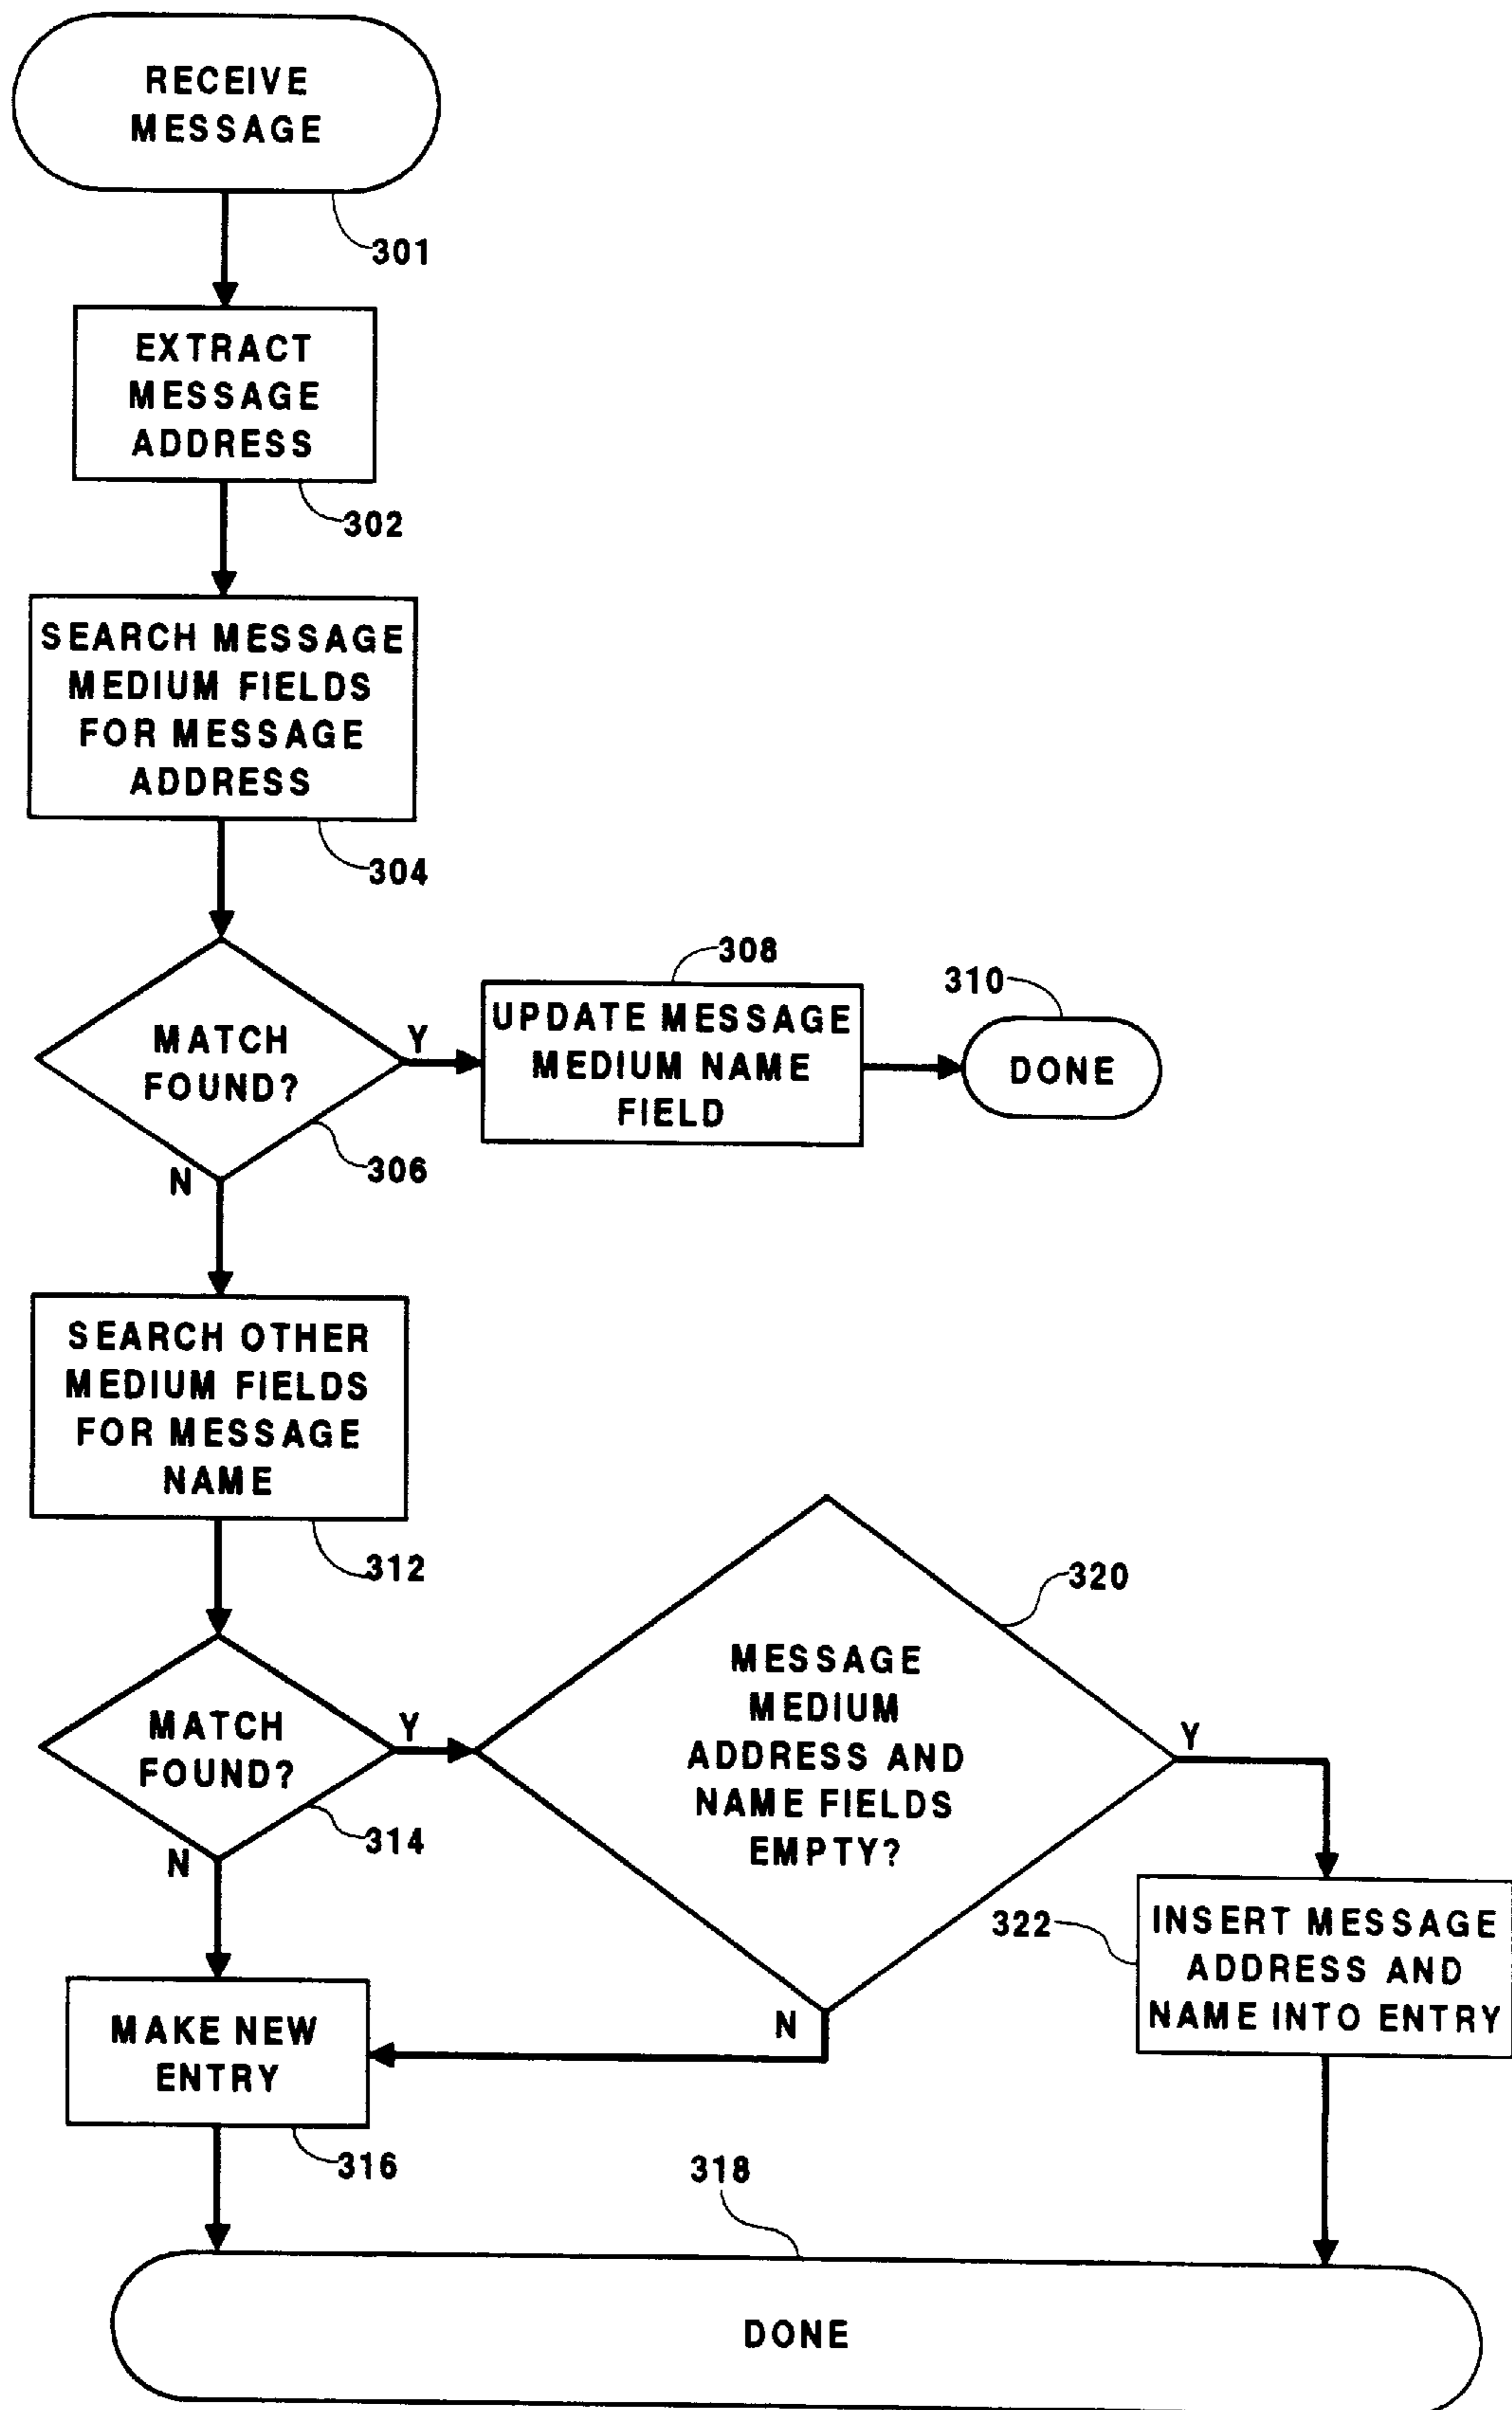 RECEIVE
MESSAGE
301
EXTRACT
MESSAGE
ADDRESS
302
SEARCH MESSAGE
MEDIUM FIELDS
FOR MESSAGE
ADDRESS
304
MATCH
FOUND?
Y
N
306
308
UPDATE MESSAGE
MEDIUM NAME
FIELD
310
DONE
SEARCH OTHER
MEDIUM FIELDS
FOR MESSAGE
NAME
312
MATCH
FOUND?
Y
N
314
320
MESSAGE
MEDIUM
ADDRESS AND
NAME FIELDS
EMPTY?
Y
N
322
INSERT MESSAGE
ADDRESS AND
NAME INTO ENTRY
MAKE NEW
ENTRY
316
318
DONE